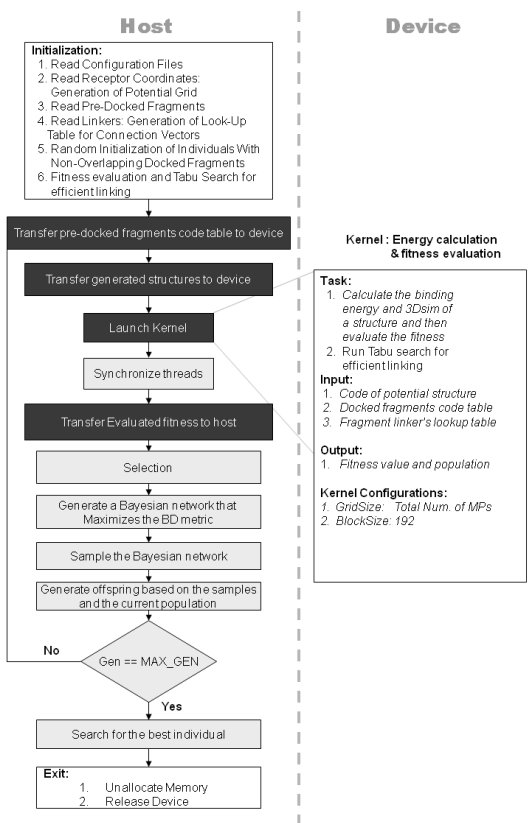 Host
Device
Initialization:
1. Read Configuration Files
2. Read Receptor Coordinates:
Generation of Potential Grid
3. Read Pre-Docked Fragments
4. Read Linkers: Generation of Look-Up
Table for Connection Vectors
5. Random Initialization of Individuals With
Non-Overlapping Docked Fragments
6. Fitness evaluation and Tabu Search for
efficient linking
Transfer pre-docked fragments code table to device
Transfer generated structures to device
Launch Kernel
Synchronize threads
Transfer Evaluated fitness to host
Selection
Generate a Bayesian network that
Maximizes the BD metric
Sample the Bayesian network
Generate offspring based on the samples
and the current population
No
Gen == MAX_GEN
Yes
Search for the best individual
Exit:
1. Unallocate Memory
2. Release Device
Kernel : Energy calculation
& fitness evaluation
Task:
1. Calculate the binding
energy and 3Dsim of
a structure and then
evaluate the fitness
2. Run Tabu search for
efficient linking
Input:
1. Code of potential structure
2. Docked fragments code table
3. Fragment linker's lookup table
Output:
1. Fitness value and population
Kernel Configurations:
1. GridSize: Total Num. of MPs
2. BlockSize: 192